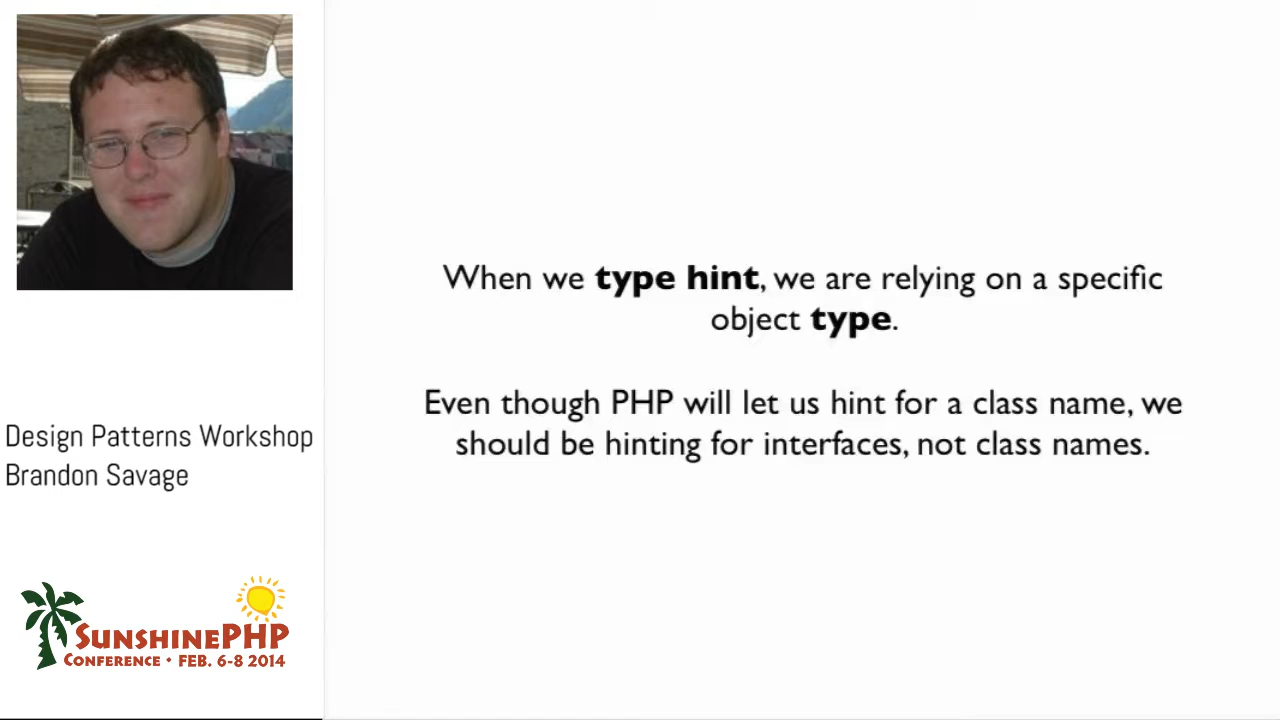 When we type hint, we are relying on a specific
object type.
Even though PHP will let us hint for a class name, we
should be hinting for interfaces, not class names.
Design Patterns Workshop
Brandon Savage
SUNSHINEPHP
CONFERENCE • FEB. 6-8 2014